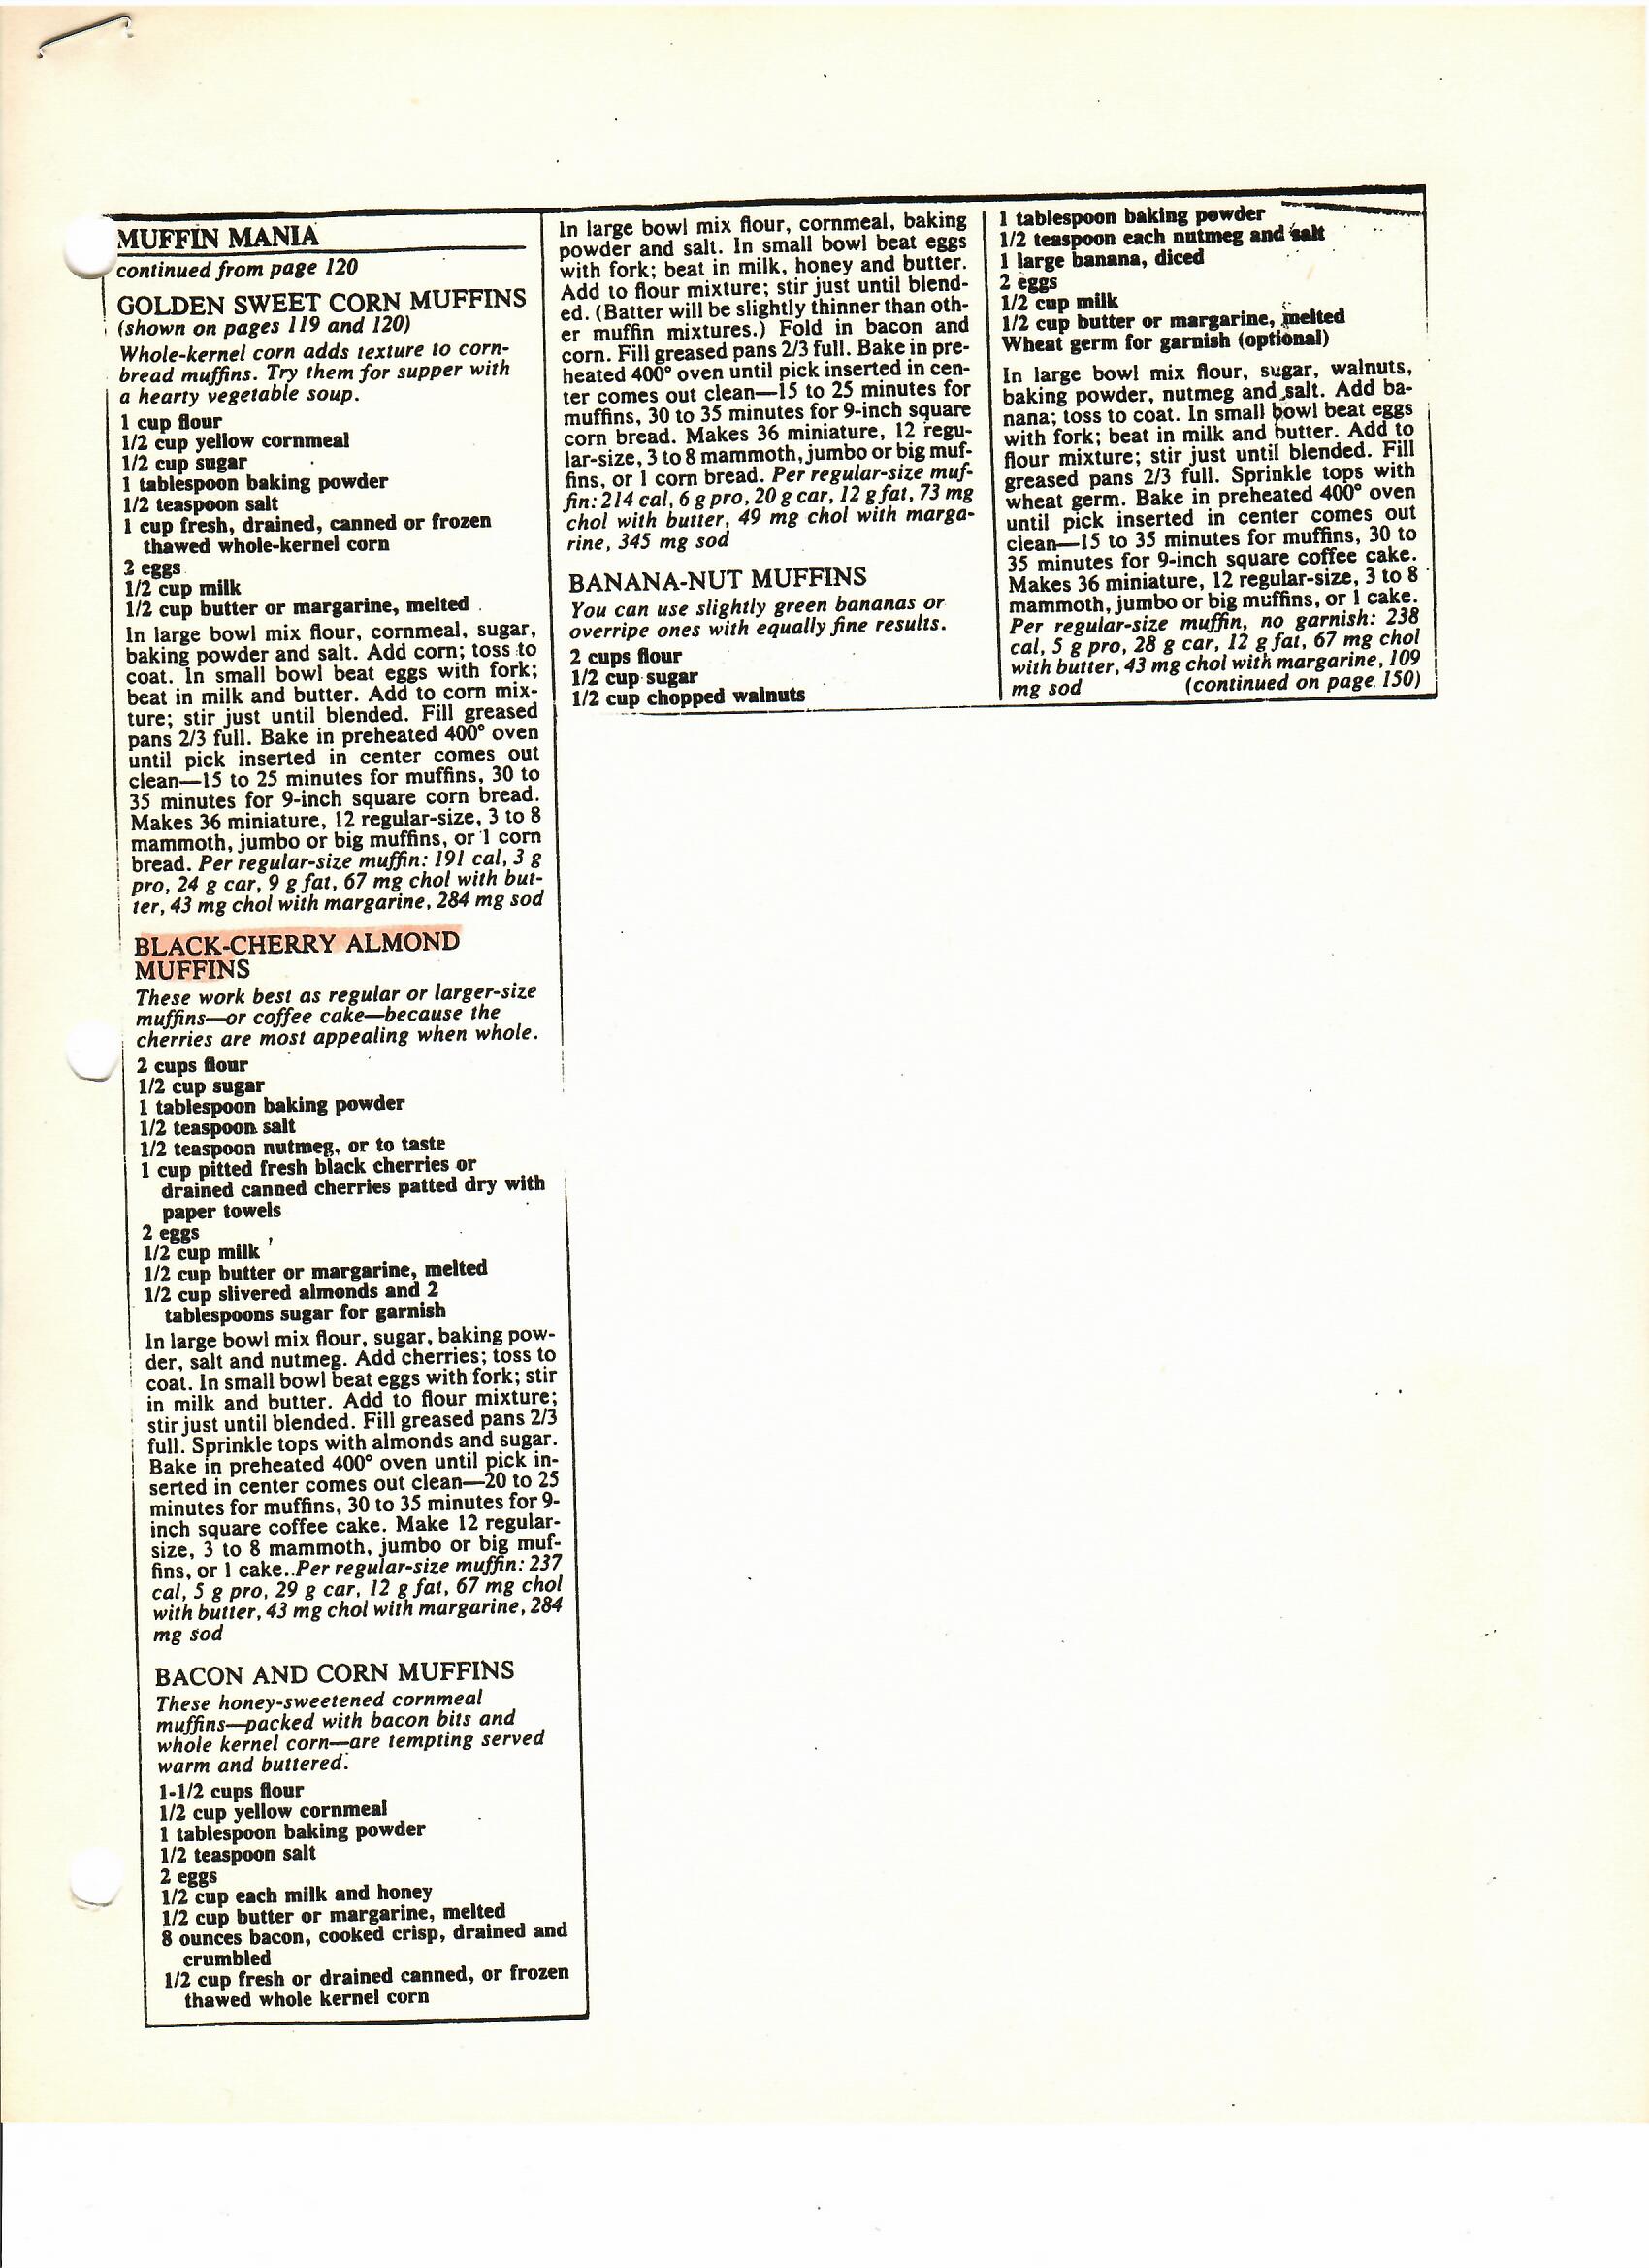 MUFFIN MANIA
continued from page 120
GOLDEN SWEET CORN MUFFINS
(shown on pages 119 and 120)
Whole-kernel corn adds texture to corn-
bread muffins. Try them for supper with
a hearty vegetable soup.
1 cup flour
1/2 cup yellow cornmeal
1/2 cup sugar
1 tablespoon baking powder
1/2 teaspoon salt
1 cup fresh, drained, canned or frozen
thawed whole-kernel corn
2 eggs
1/2 cup milk
1/2 cup butter or margarine, melted
In large bowl mix flour, cornmeal, sugar,
baking powder and salt. Add corn; toss to
coat. In small bowl beat eggs with fork;
beat in milk and butter. Add to corn mix-
ture; stir just until blended. Fill greased
pans 2/3 full. Bake in preheated 400° oven
until pick inserted in center comes out
clean—15 to 25 minutes for muffins, 30 to
35 minutes for 9-inch square corn bread.
Makes 36 miniature, 12 regular-size, 3 to 8
mammoth, jumbo or big muffins, or 1 corn
bread. Per regular-size muffin: 191 cal, 3 g
pro, 24 g car, 9 g fat, 67 mg chol with but-
ter, 43 mg chol with margarine, 284 mg sod
BLACK-CHERRY ALMOND
MUFFINS
These work best as regular or larger-size
muffins—or coffee cake—because the
cherries are most appealing when whole.
2 cups flour
1/2 cup sugar
1 tablespoon baking powder
1/2 teaspoon salt
1/2 teaspoon nutmeg, or to taste
1 cup pitted fresh black cherries or
drained canned cherries patted dry with
paper towels
2 eggs
1/2 cup milk
1/2 cup butter or margarine, melted
1/2 cup slivered almonds and 2
tablespoons sugar for garnish
In large bowl mix flour, sugar, baking pow-
der, salt and nutmeg. Add cherries; toss to
coat. In small bowl beat eggs with fork; stir
in milk and butter. Add to flour mixture;
stir just until blended. Fill greased pans 2/3
full. Sprinkle tops with almonds and sugar.
Bake in preheated 400° oven until pick in-
serted in center comes out clean—20 to 25
minutes for muffins, 30 to 35 minutes for 9-
inch square coffee cake. Make 12 regular-
size, 3 to 8 mammoth, jumbo or big muf-
fins, or 1 cake. Per regular-size muffin: 237
cal, 5 g pro, 29 g car, 12 g fat, 67 mg chol
with butter, 43 mg chol with margarine, 284
mg sod
BACON AND CORN MUFFINS
These honey-sweetened cornmeal
muffins—packed with bacon bits and
whole kernel corn—are tempting served
warm and buttered.
1-1/2 cups flour
1/2 cup yellow cornmeal
1 tablespoon baking powder
1/2 teaspoon salt
2 eggs
1/2 cup each milk and honey
1/2 cup butter or margarine, melted
8 ounces bacon, cooked crisp, drained and
crumbled
1/2 cup fresh or drained canned, or frozen
thawed whole kernel corn
In large bowl mix flour, cornmeal, baking
powder and salt. In small bowl beat eggs
with fork; beat in milk, honey and butter.
Add to flour mixture; stir just until blend-
ed. (Batter will be slightly thinner than oth-
er muffin mixtures.) Fold in bacon and
corn. Fill greased pans 2/3 full. Bake in pre-
heated 400° oven until pick inserted in cen-
ter comes out clean—15 to 25 minutes for
muffins, 30 to 35 minutes for 9-inch square
corn bread. Makes 36 miniature, 12 regu-
lar-size, 3 to 8 mammoth, jumbo or big muf-
fins, or 1 corn bread. Per regular-size muf-
fin: 214 cal, 6 g pro, 20 g car, 12 g fat, 73 mg
chol with butter, 49 mg chol with marga-
rine, 345 mg sod
BANANA-NUT MUFFINS
You can use slightly green bananas or
overripe ones with equally fine results.
2 cups flour
1/2 cup sugar
1/2 cup chopped walnuts
1 tablespoon baking powder
1/2 teaspoon each nutmeg and salt
1 large banana, diced
2 eggs
1/2 cup milk
1/2 cup butter or margarine, melted
Wheat germ for garnish (optional)
In large bowl mix flour, sugar, walnuts,
baking powder, nutmeg and salt. Add ba-
nana; toss to coat. In small bowl beat eggs
with fork; beat in milk and butter. Add to
flour mixture; stir just until blended. Fill
greased pans 2/3 full. Sprinkle tops with
wheat germ. Bake in preheated 400° oven
until pick inserted in center comes out
clean—15 to 35 minutes for muffins, 30 to
35 minutes for 9-inch square coffee cake.
Makes 36 miniature, 12 regular-size, 3 to 8
mammoth, jumbo or big muffins, or 1 cake.
Per regular-size muffin, no garnish: 238
cal, 5 g pro, 28 g car, 12 g fat, 67 mg chol
with butter, 43 mg chol with margarine, 109
mg sod (continued on page 150)